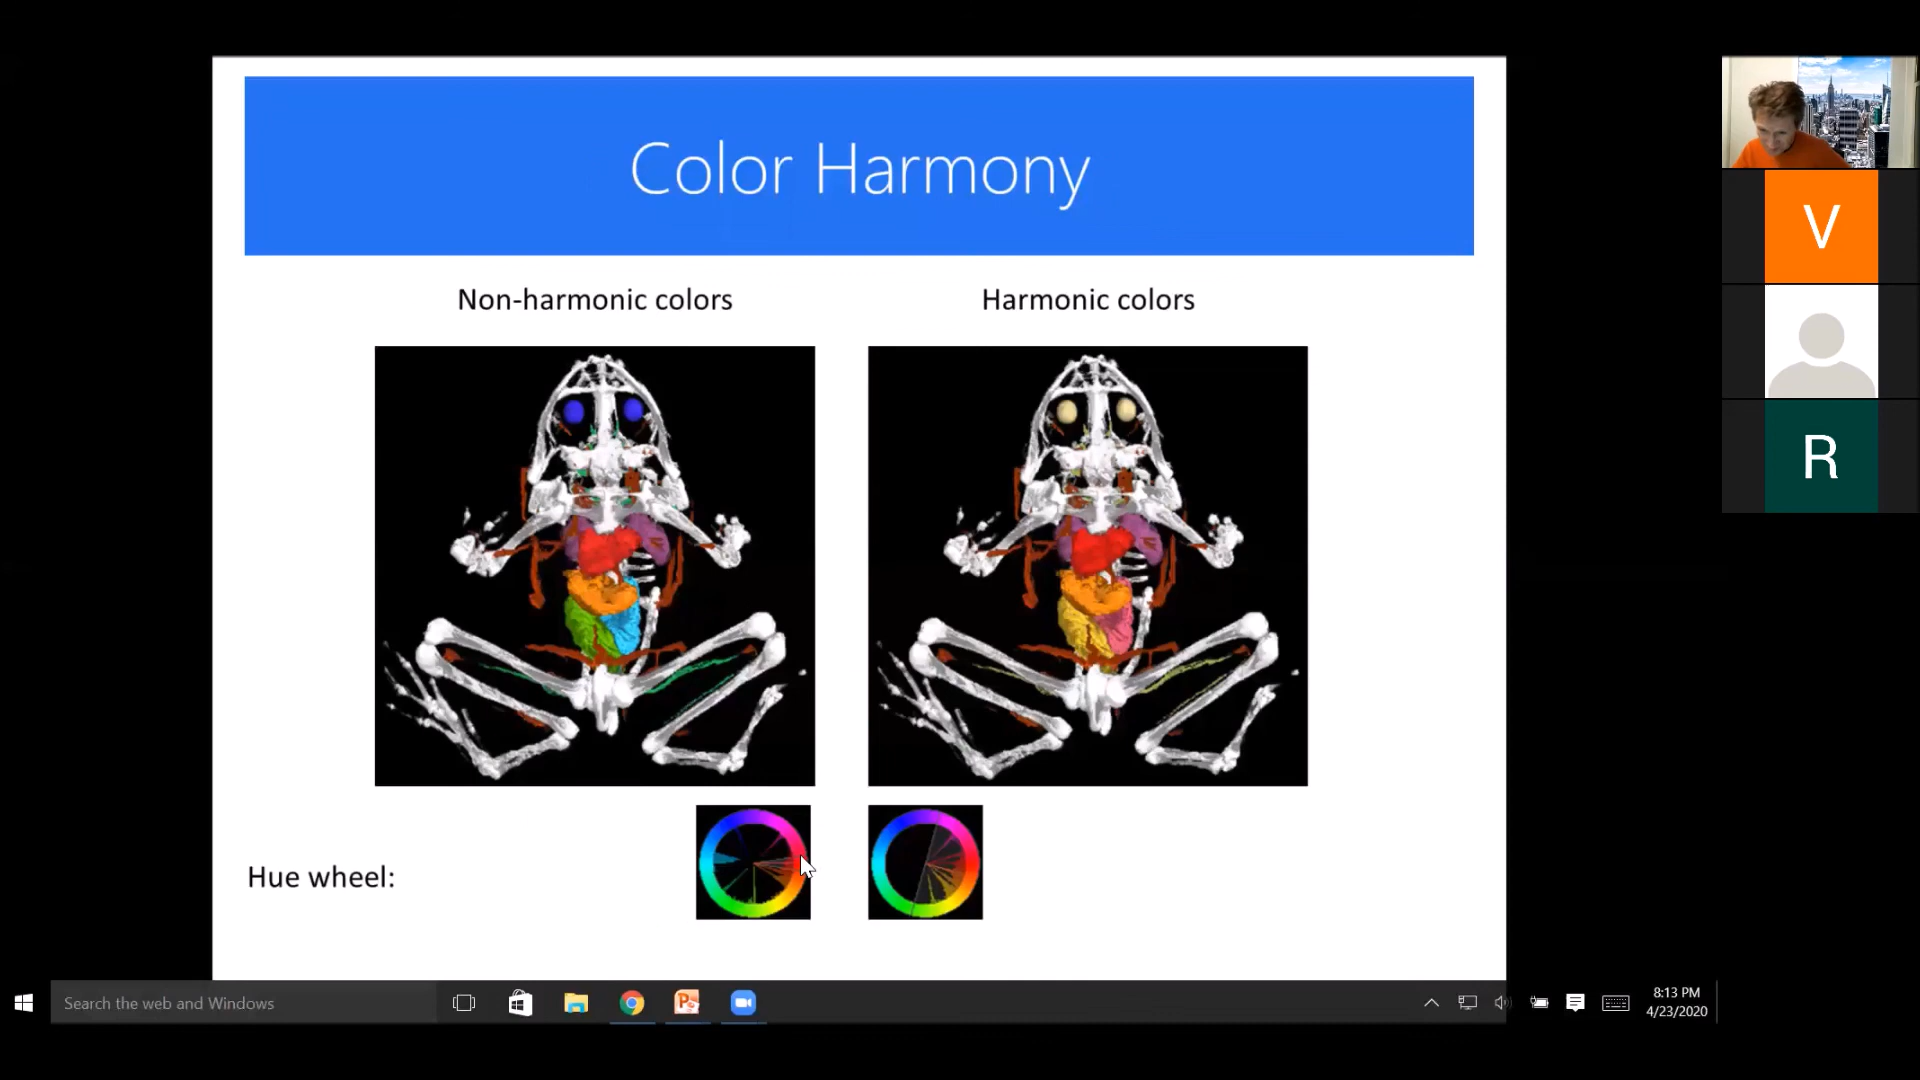 Color Harmony
Non-harmonic colors
Harmonic colors
Hue wheel:
V
R
Search the web and Windows
8:13 PM
4/23/2020